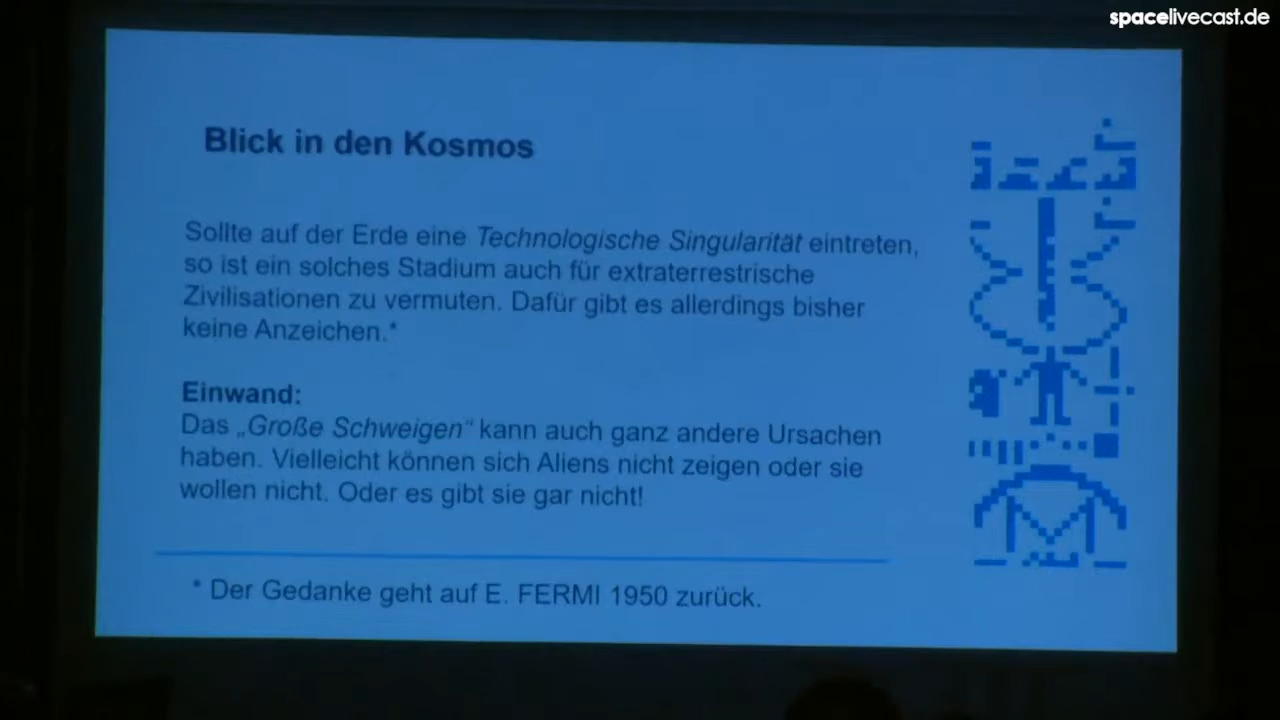 spacelivecast.de
Blick in den Kosmos
Sollte auf der Erde eine Technologische Singularität eintreten,
so ist ein solches Stadium auch für extraterrestrische
Zivilisationen zu vermuten. Dafür gibt es allerdings bisher
keine Anzeichen.*
Einwand:
Das „Große Schweigen“ kann auch ganz andere Ursachen
haben. Vielleicht können sich Aliens nicht zeigen oder sie
wollen nicht. Oder es gibt sie gar nicht!
* Der Gedanke geht auf E. FERMI 1950 zurück.